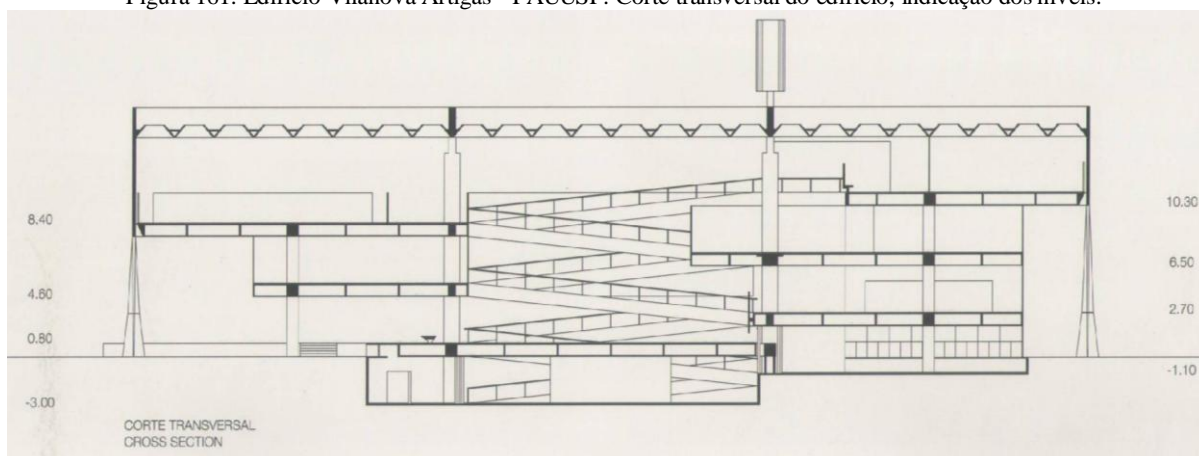 Figura 161: Edifício Vilanova Artigas - FAUUSP. Corte transversal do edifício, indicação dos níveis.
8.40
4.60
0.80
-3.00
10.30
6.50
2.70
-1.10
CORTE TRANSVERSAL
CROSS SECTION